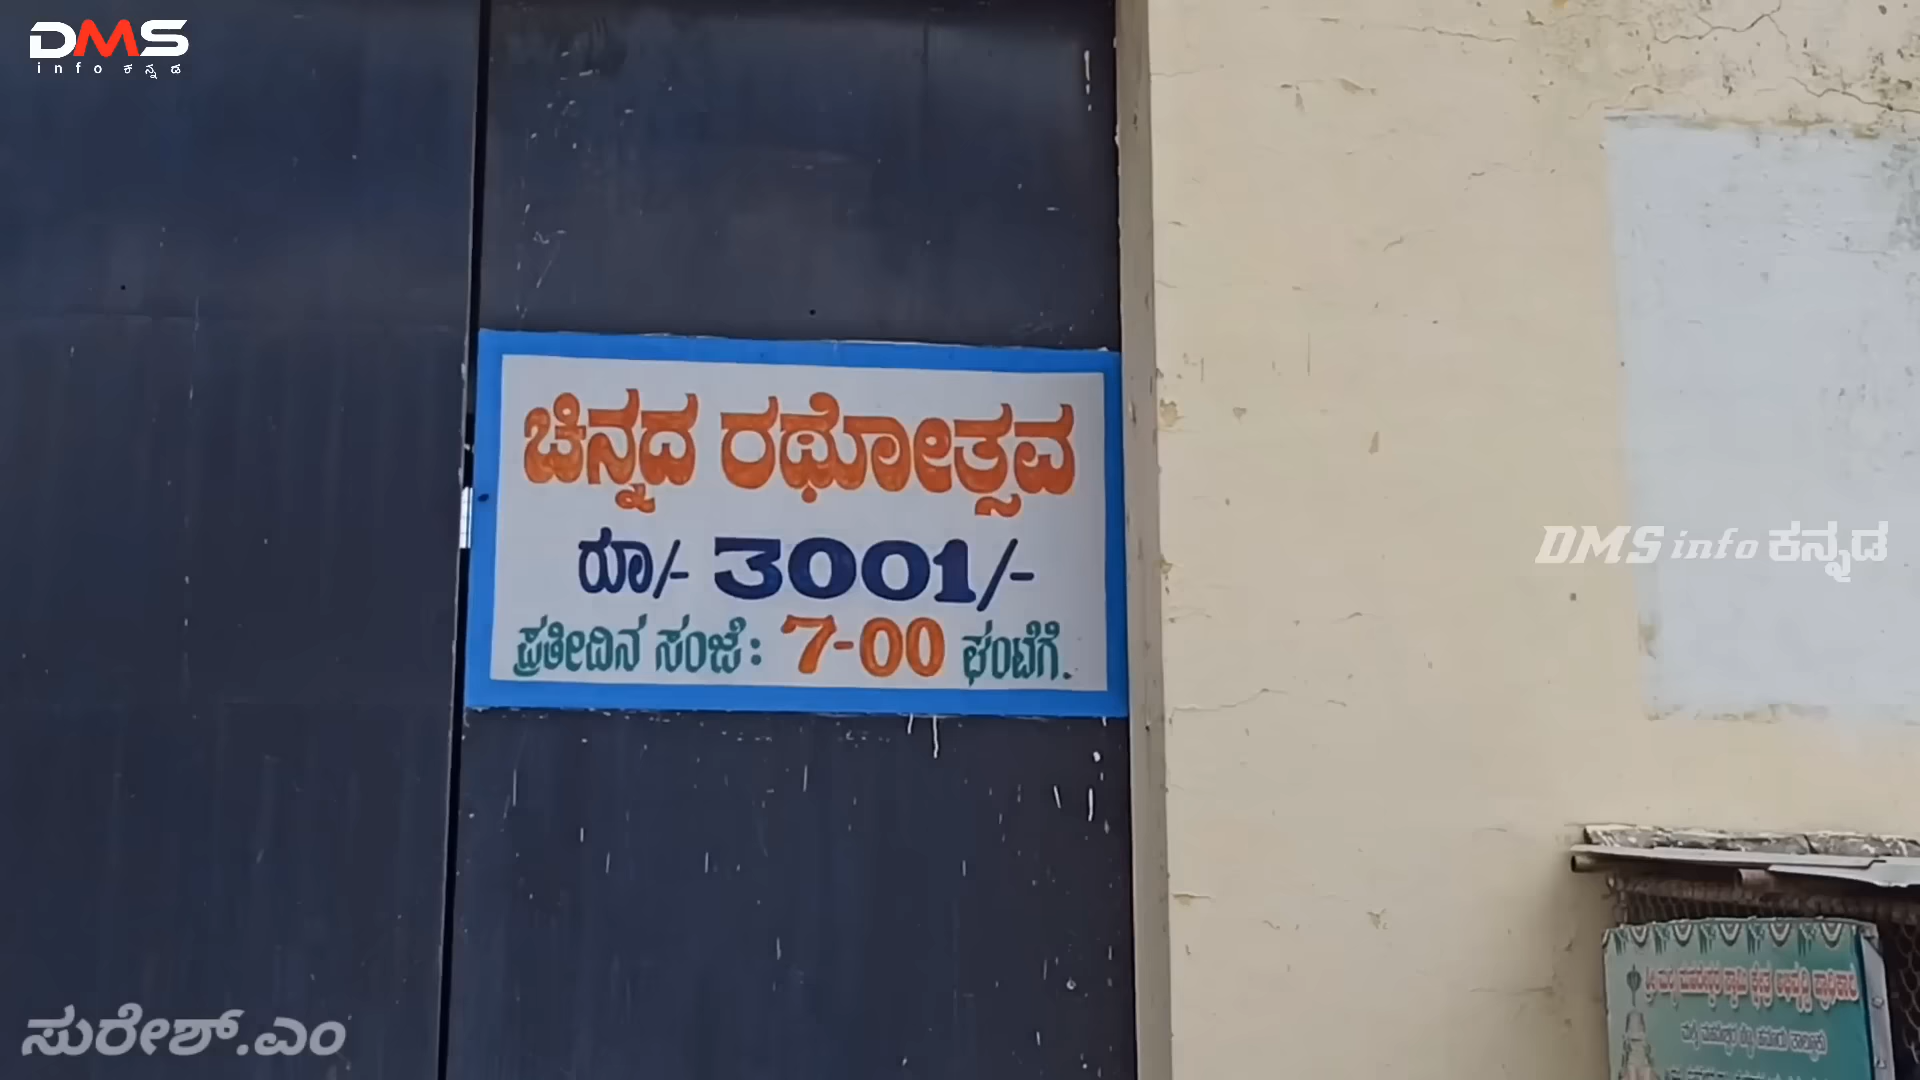 DMS
info ಕನ್ನಡ
ಚಿನ್ನದ ರಥೋತ್ಸವ
ರೂ/- 3001/-
ಪ್ರತೀದಿನ ಸಂಜೆ: 7-00 ಘಂಟೆಗೆ.
DMS info ಕನ್ನಡ
ಸುರೇಶ್.ಎಂ